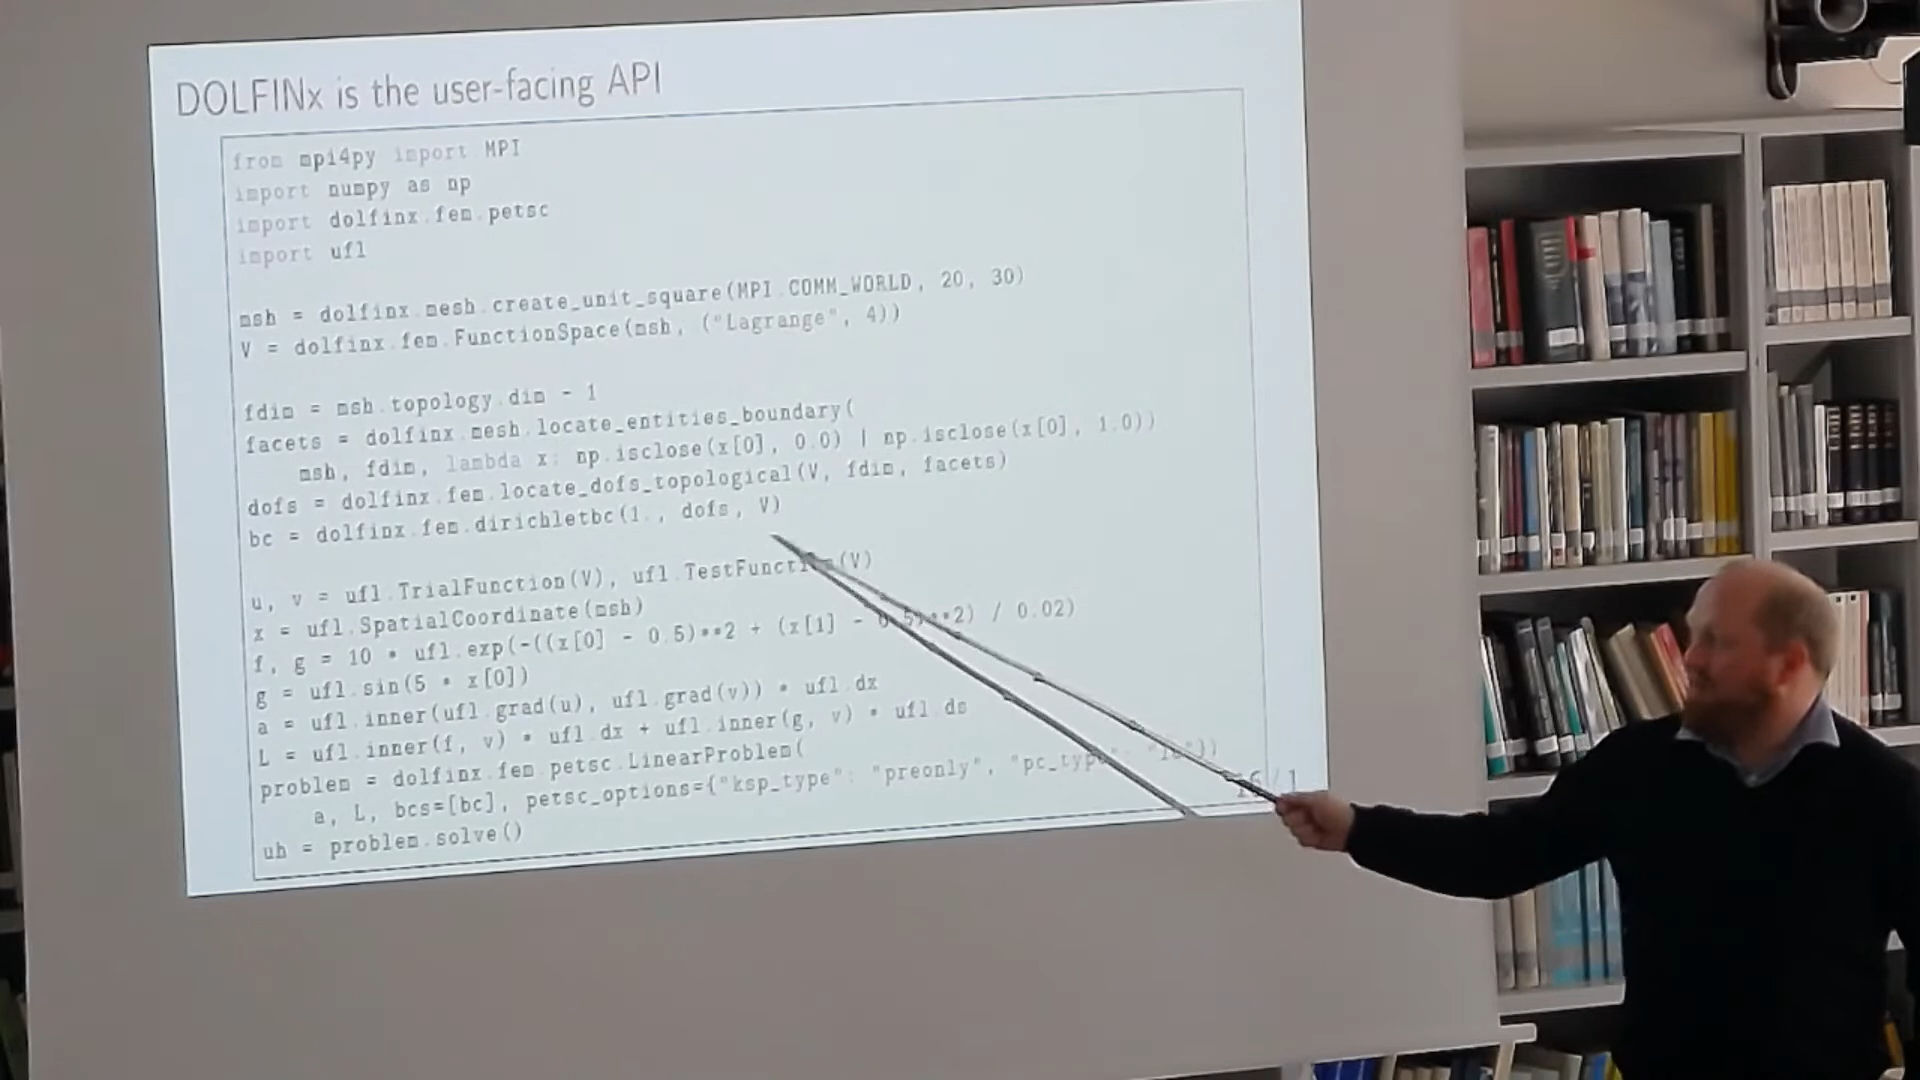 DOLFINx is the user-facing API
from mpi4py import MPI
import numpy as np
import dolfinx.fem.petsc
import ufl
msh = dolfinx.mesh.create_unit_square(MPI.COMM_WORLD, 20, 30)
V = dolfinx.fem.FunctionSpace(msh, ("Lagrange", 4))
fdim = msh.topology.dim - 1
facets = dolfinx.mesh.locate_entities_boundary(
msh, fdim, lambda x: np.isclose(x[0], 0.0) | np.isclose(x[0], 1.0))
dofs = dolfinx.fem.locate_dofs_topological(V, fdim, facets)
bc = dolfinx.fem.dirichletbc(1., dofs, V)
u, v = ufl.TrialFunction(V), ufl.TestFunction(V)
x = ufl.SpatialCoordinate(msh)
f, g = 10 * ufl.exp(-((x[0] - 0.5)**2 + (x[1] - 0.5)**2) / 0.02)
g = ufl.sin(5 * x[0])
a = ufl.inner(ufl.grad(u), ufl.grad(v)) * ufl.dx
L = ufl.inner(f, v) * ufl.dx + ufl.inner(g, v) * ufl.ds
problem = dolfinx.fem.petsc.LinearProblem(
a, L, bcs=[bc], petsc_options={"ksp_type": "preonly", "pc_type": "lu"})
uh = problem.solve()
16/1